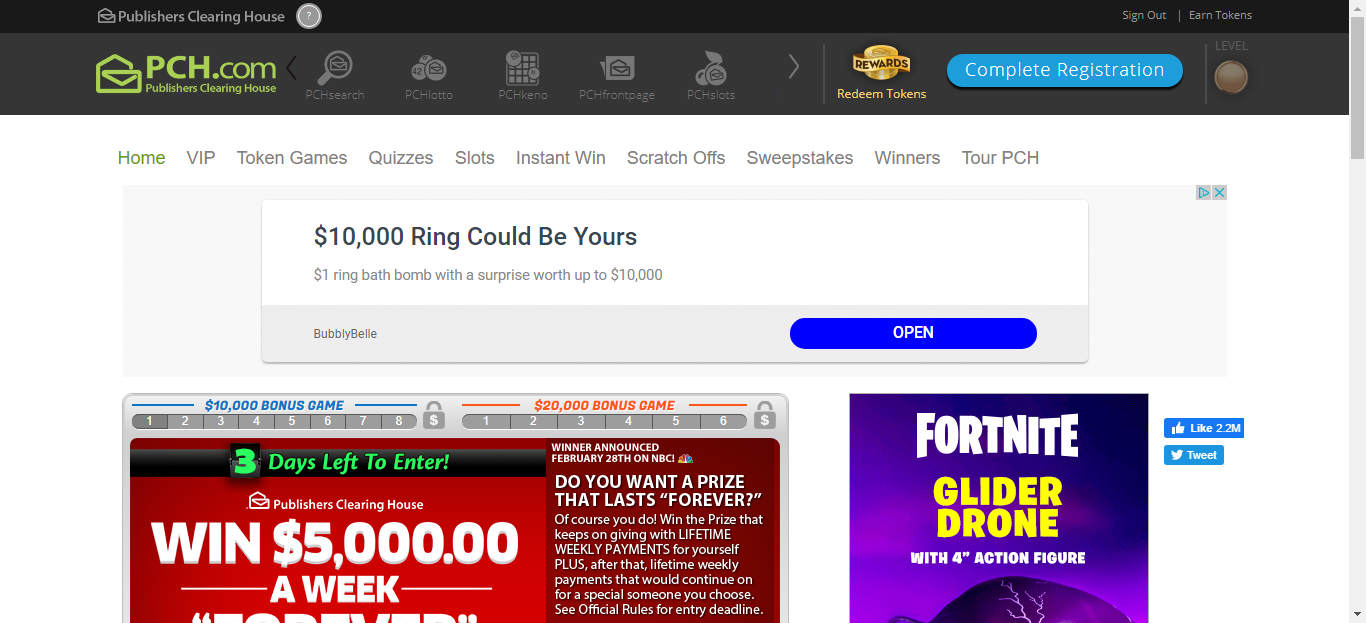 Publishers Clearing House
?
Sign Out | Earn Tokens
PCH.com
Publishers Clearing House
PCHsearch
42
PCHlotto
PCHkeno
PCHfrontpage
PCHslots
REWARDS
Redeem Tokens
Complete Registration
LEVEL
Home VIP Token Games Quizzes Slots Instant Win Scratch Offs Sweepstakes Winners Tour PCH
$10,000 Ring Could Be Yours
$1 ring bath bomb with a surprise worth up to $10,000
BubblyBelle
OPEN
$10,000 BONUS GAME
1 2 3 4 5 6 7 8 $
$20,000 BONUS GAME
1 2 3 4 5 6 $
3 Days Left To Enter!
Publishers Clearing House
WIN $5,000.00
A WEEK
"FOREVER"
WINNER ANNOUNCED
FEBRUARY 28TH ON NBC!
DO YOU WANT A PRIZE
THAT LASTS “FOREVER?”
Of course you do! Win the Prize that
keeps on giving with LIFETIME
WEEKLY PAYMENTS for yourself
PLUS, after that, lifetime weekly
payments that would continue on
for a special someone you choose.
See Official Rules for entry deadline.
FORTNITE
GLIDER
DRONE
WITH 4” ACTION FIGURE
Like 2.2M
Tweet